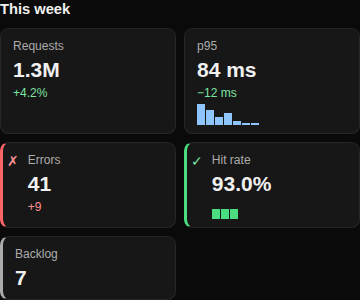 This week
Requests
1.3M
+4.2%
p95
84 ms
−12 ms
✗ Errors
41
+9
✓ Hit rate
93.0%
Backlog
7